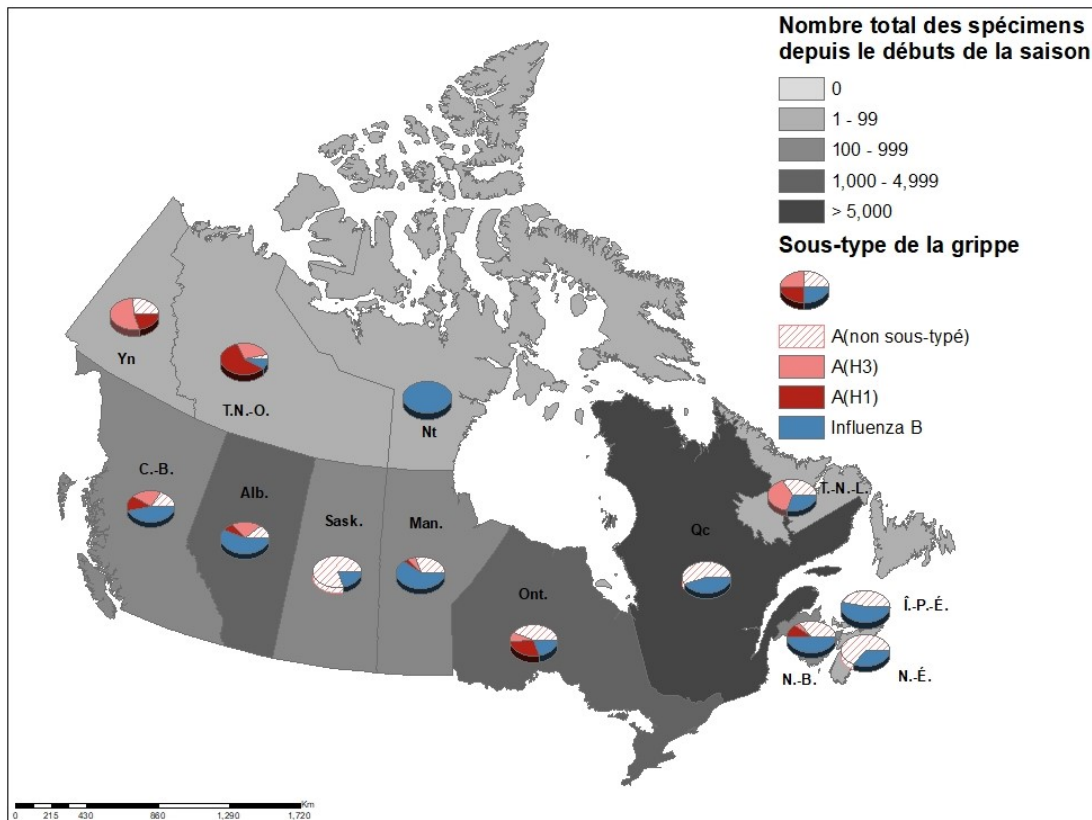 Nombre total des spécimens
depuis le débuts de la saison
0
1 - 99
100 - 999
1,000 - 4,999
> 5,000
Sous-type de la grippe
A(non sous-typé)
A(H3)
A(H1)
Influenza B
Yn
T.N.-O.
Nt
C.-B.
Alb.
Sask.
Man.
Ont.
Qc
T.-N.-L.
Î.-P.-É.
N.-B.
N.-É.
Km
0 215 430 860 1,290 1,720